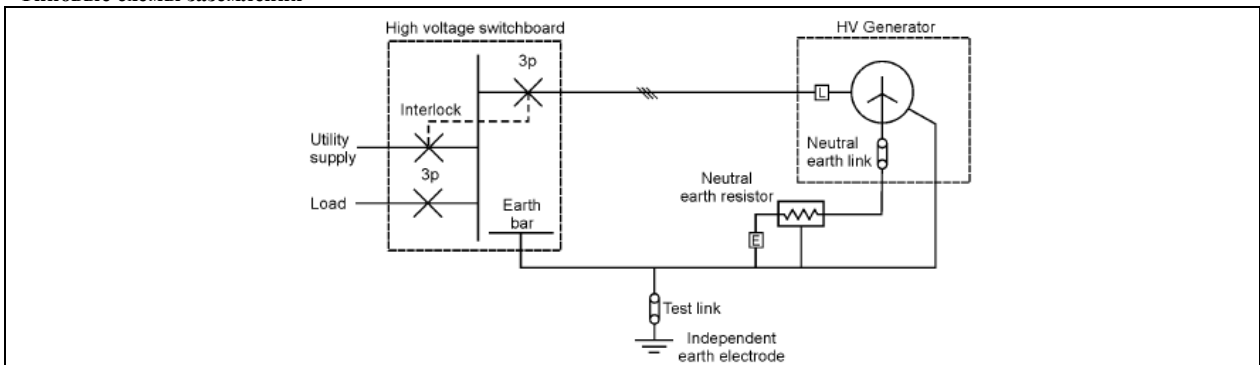 High voltage switchboard
HV Generator
3p
L
Interlock
Utility
supply
Neutral
earth link
3p
Neutral
earth resistor
Load
Earth
bar
E
Test link
Independent
earth electrode